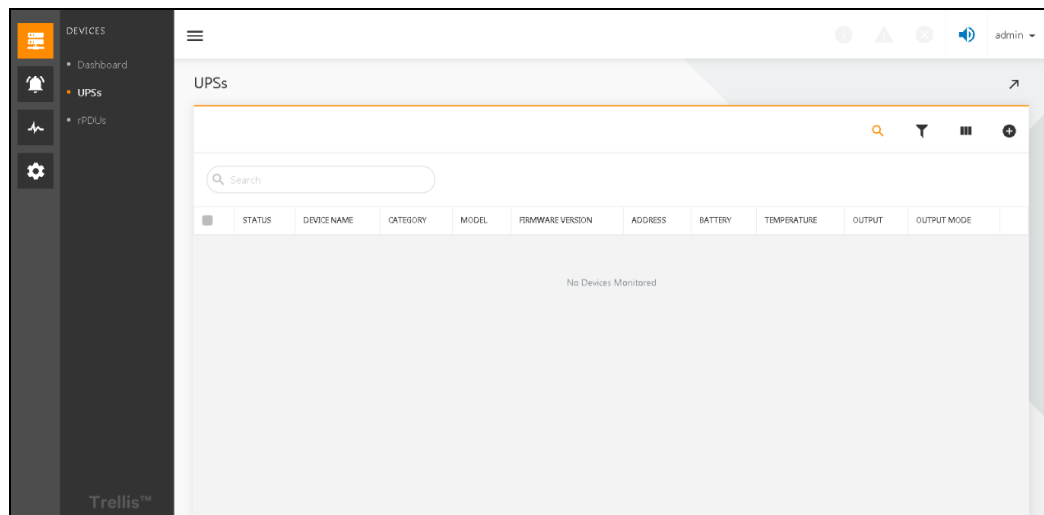 DEVICES
Dashboard
UPSs
rPDUs
Trellis™
admin
UPSs
Search
STATUS DEVICE NAME CATEGORY MODEL FIRMWARE VERSION ADDRESS BATTERY TEMPERATURE OUTPUT OUTPUT MODE
No Devices Monitored